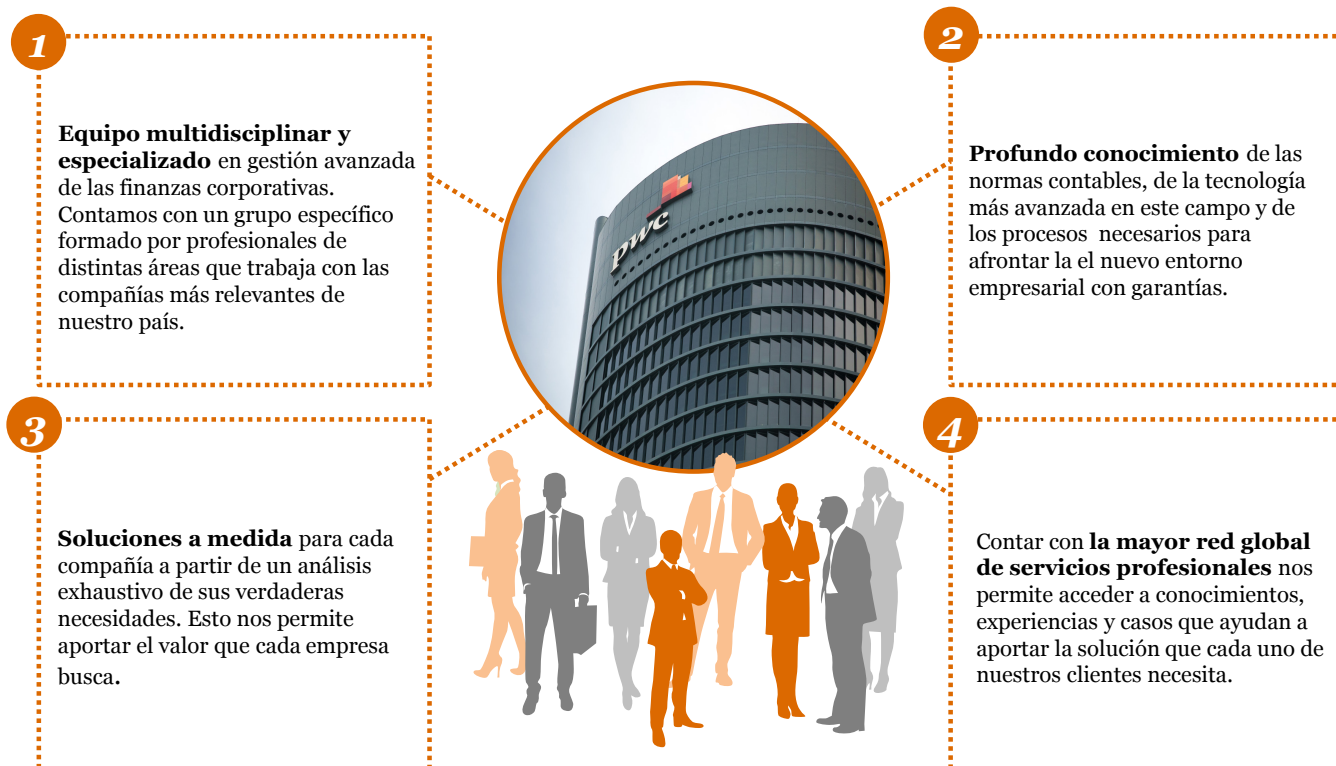 1
Equipo multidisciplinar y
especializado en gestión avanzada
de las finanzas corporativas.
Contamos con un grupo específico
formado por profesionales de
distintas áreas que trabaja con las
compañías más relevantes de
nuestro país.
pwc
2
Profundo conocimiento de las
normas contables, de la tecnología
más avanzada en este campo y de
los procesos necesarios para
afrontar la el nuevo entorno
empresarial con garantías.
3
Soluciones a medida para cada
compañía a partir de un análisis
exhaustivo de sus verdaderas
necesidades. Esto nos permite
aportar el valor que cada empresa
busca.
4
Contar con la mayor red global
de servicios profesionales nos
permite acceder a conocimientos,
experiencias y casos que ayudan a
aportar la solución que cada uno de
nuestros clientes necesita.